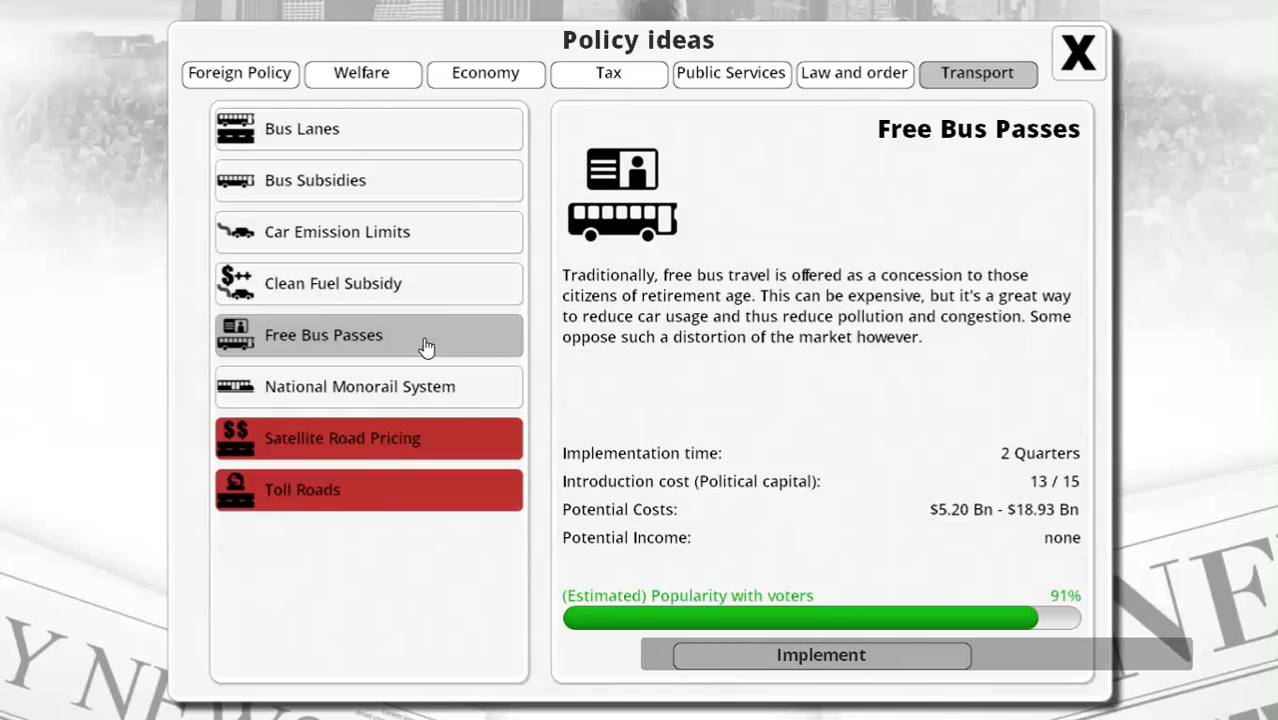 Policy ideas
X
Foreign Policy
Welfare
Economy
Tax
Public Services
Law and order
Transport
Bus Lanes
Bus Subsidies
Car Emission Limits
Clean Fuel Subsidy
Free Bus Passes
National Monorail System
Satellite Road Pricing
Toll Roads
Free Bus Passes
Traditionally, free bus travel is offered as a concession to those
citizens of retirement age. This can be expensive, but it's a great way
to reduce car usage and thus reduce pollution and congestion. Some
oppose such a distortion of the market however.
Implementation time: 2 Quarters
Introduction cost (Political capital): 13 / 15
Potential Costs: $5.20 Bn - $18.93 Bn
Potential Income: none
(Estimated) Popularity with voters 91%
Implement